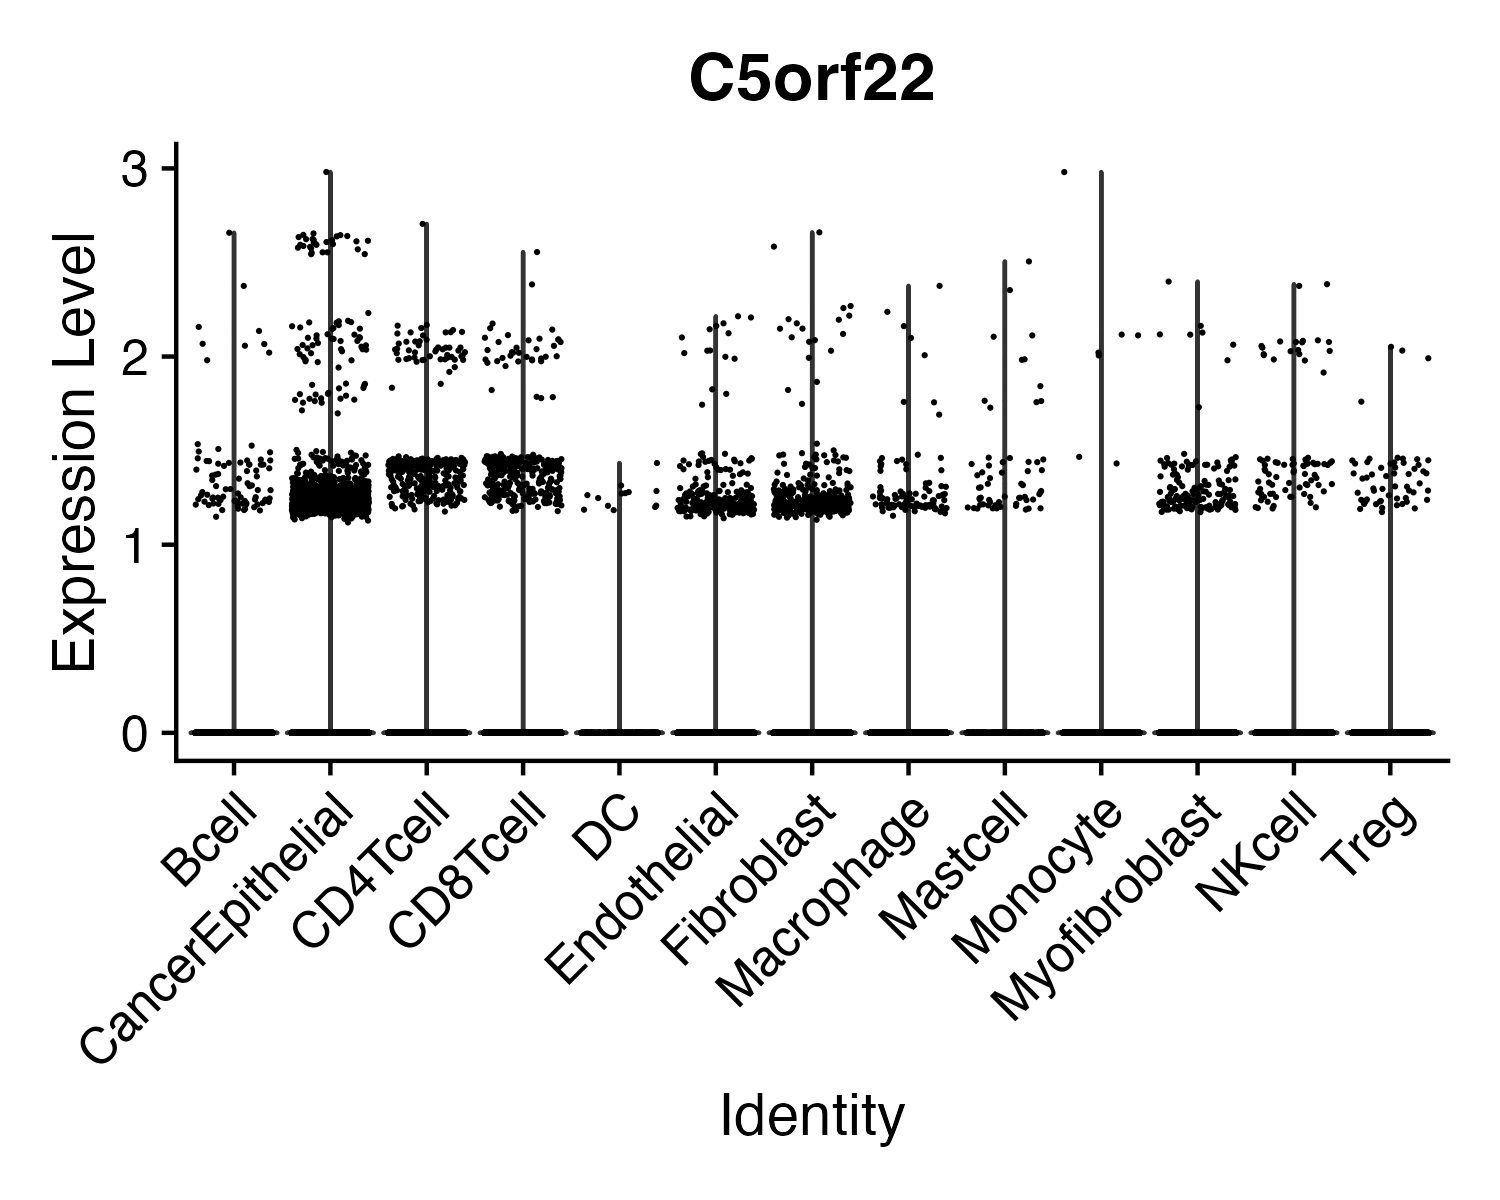 C5orf22
Expression Level
3
2
1
0
Bcell
CancerEpithelial
CD4Tcell
CD8Tcell
DC
Endothelial
Fibroblast
Macrophage
Mastcell
Monocyte
Myofibroblast
NKcell
Treg
Identity